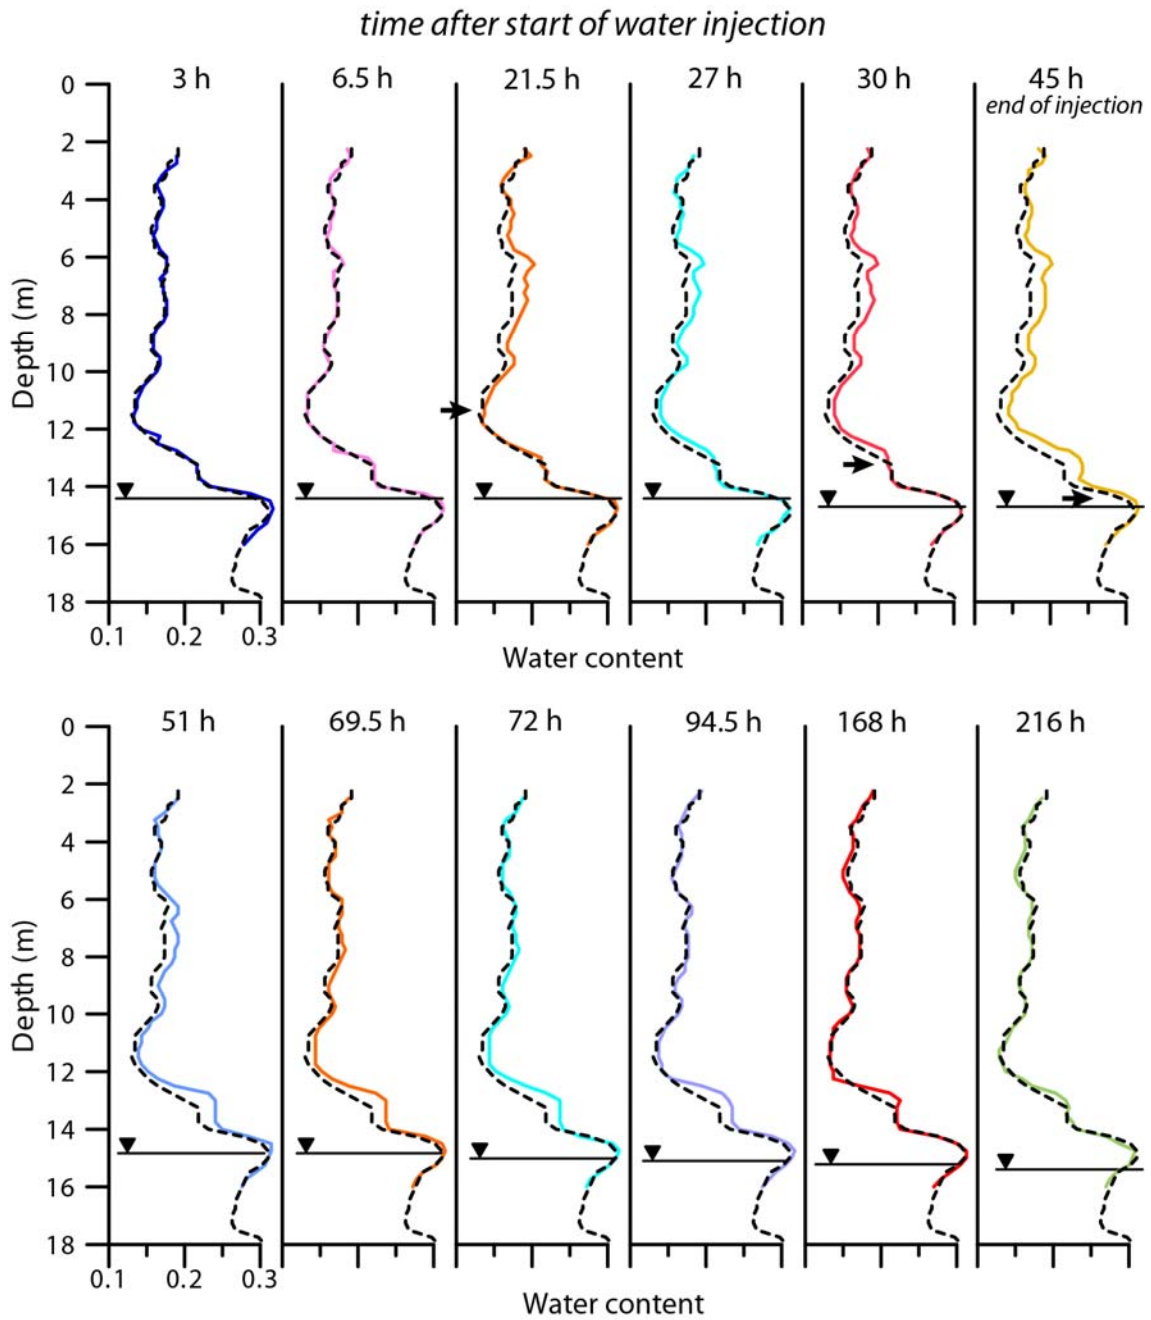 time after start of water injection
3 h 6.5 h 21.5 h 27 h 30 h 45 h
end of injection
0
2
4
6
8
10
12
14
16
18
Depth (m)
0.1 0.2 0.3
Water content
51 h 69.5 h 72 h 94.5 h 168 h 216 h
0
2
4
6
8
10
12
14
16
18
Depth (m)
0.1 0.2 0.3
Water content